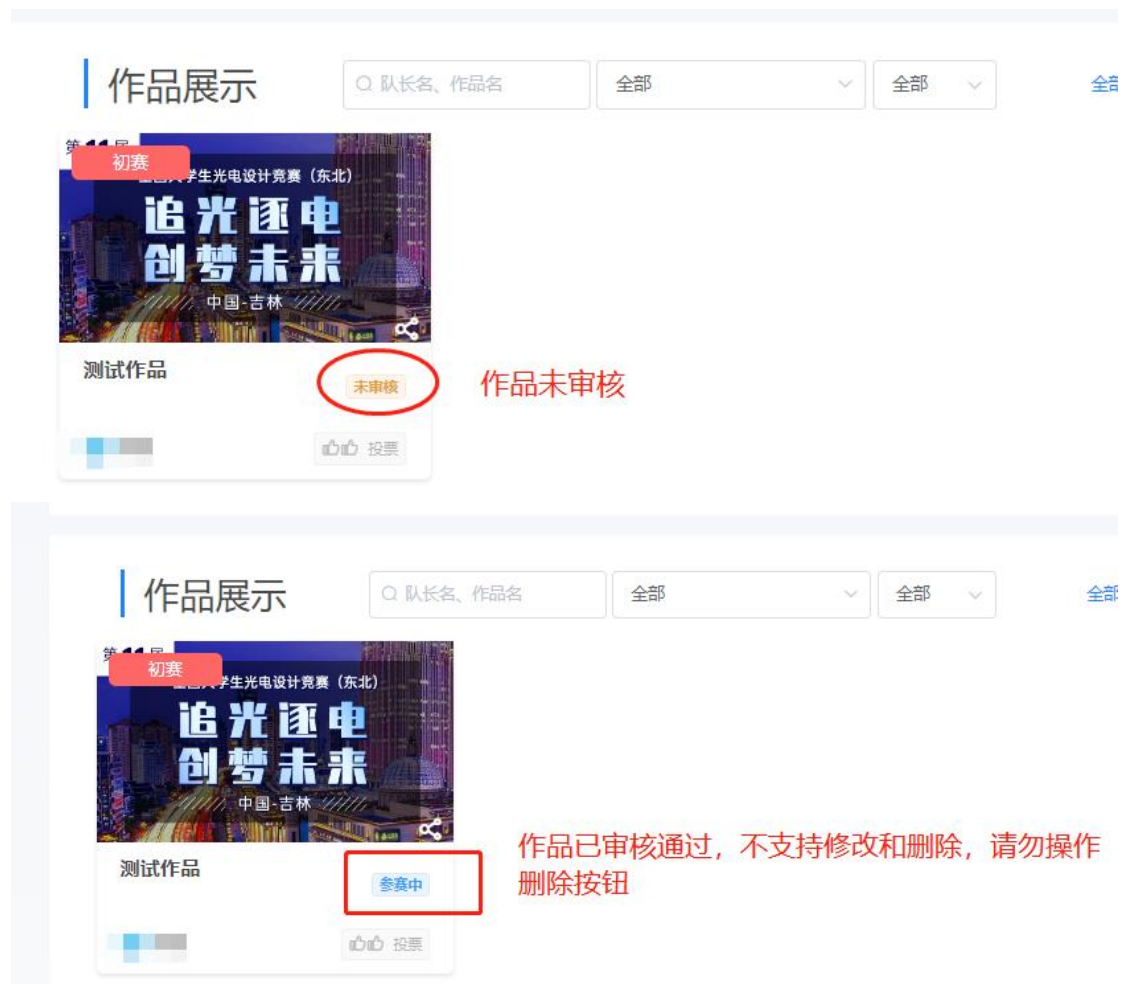 作品展示
队长名、作品名
全部
全部
初赛
学生光电设计竞赛（东北）
追光逐电
创梦未来
中国-吉林
测试作品
未审核
作品未审核
投票
作品展示
队长名、作品名
全部
全部
初赛
学生光电设计竞赛（东北）
追光逐电
创梦未来
中国-吉林
作品已审核通过，不支持修改和删除，请勿操作
删除按钮
测试作品
参赛中
投票